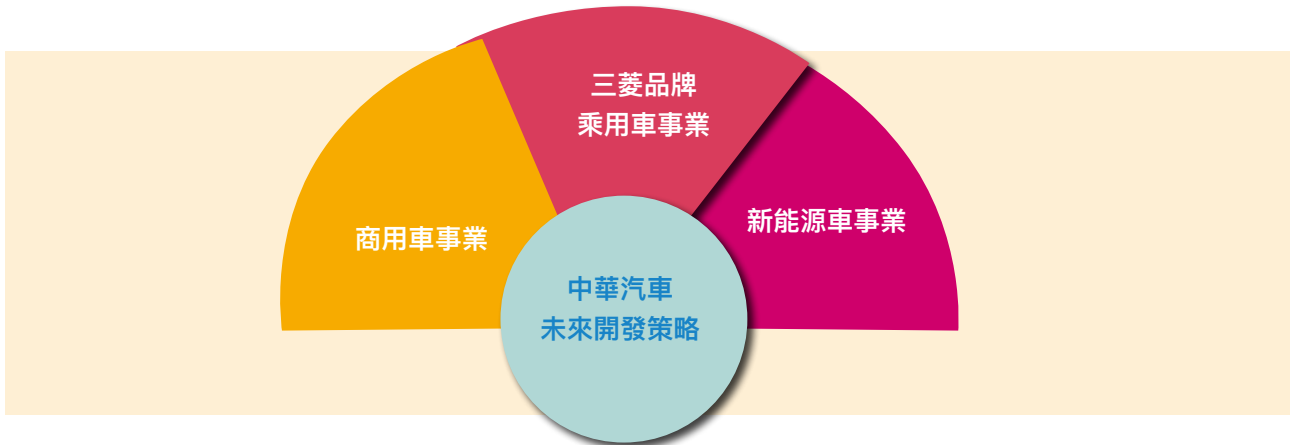 三菱品牌
乘用車事業
商用車事業
新能源車事業
中華汽車
未來開發策略